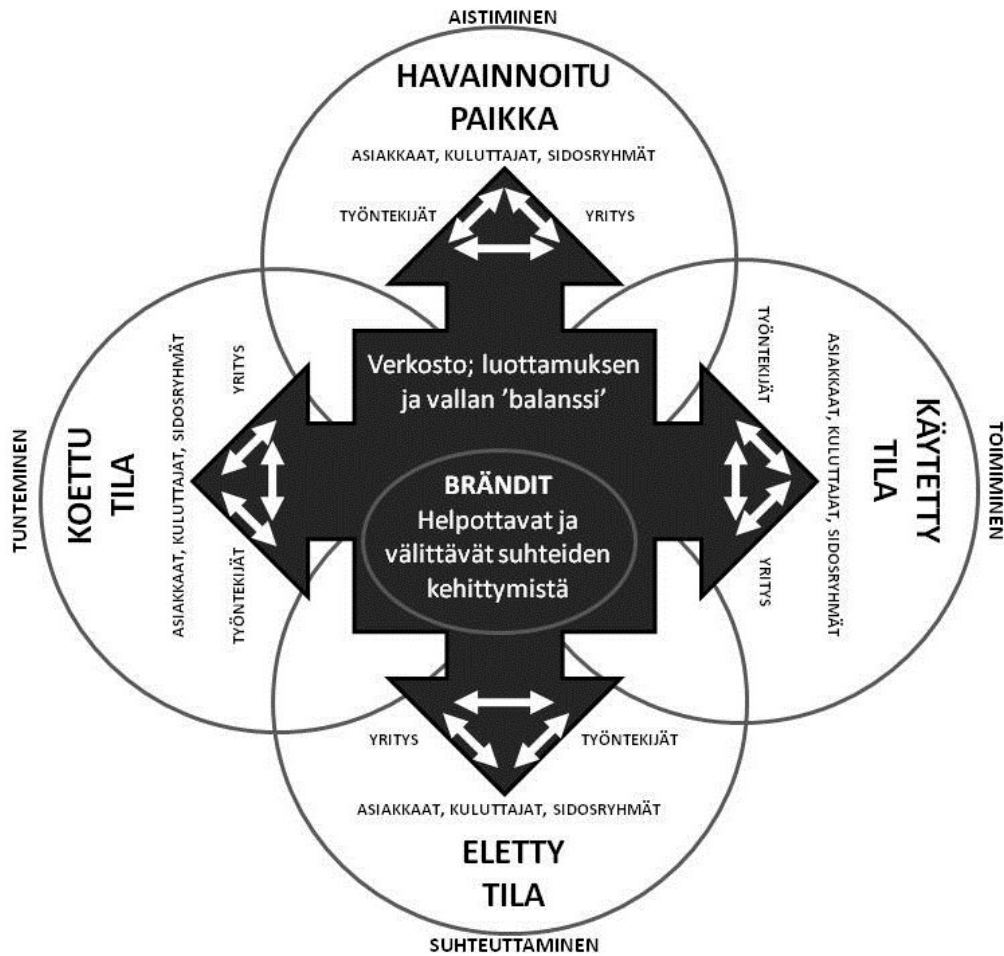 AISTIMINEN
HAVAINNOITU
PAIKKA
ASIAKKAAT, KULUTTAJAT, SIDOSRYHMÄT
TYÖNTEKIJÄT
YRITYS
TUNTEMINEN
KOETTU
TILA
ASIAKKAAT, KULUTTAJAT, SIDOSRYHMÄT
YRITYS
TYÖNTEKIJÄT
Verkosto; luottamuksen
ja vallan ’balanssi’
BRÄNDIT
Helpottavat ja
välittävät suhteiden
kehittymistä
TYÖNTEKIJÄT
YRITYS
ASIAKKAAT, KULUTTAJAT, SIDOSRYHMÄT
KÄYTETTY
TILA
TOIMIMINEN
YRITYS
TYÖNTEKIJÄT
ASIAKKAAT, KULUTTAJAT, SIDOSRYHMÄT
ELETTY
TILA
SUHTEUTTAMINEN